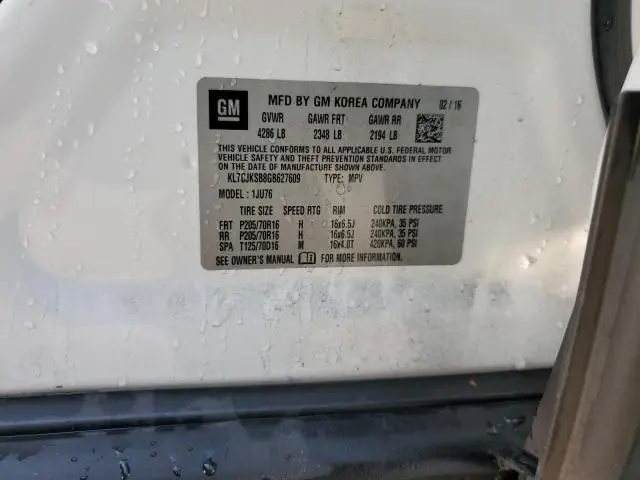 GM
MFD BY GM KOREA COMPANY 02/16
GVWR GAWR FRT GAWR RR
4286 LB 2348 LB 2194 LB
THIS VEHICLE CONFORMS TO ALL APPLICABLE U.S. FEDERAL MOTOR
VEHICLE SAFETY AND THEFT PREVENTION STANDARDS IN EFFECT ON
THE DATE OF MANUFACTURE SHOWN ABOVE.
KL7CJKSB8GB627609 TYPE: MPV
MODEL: 1JU76
TIRE SIZE SPEED RTG RIM COLD TIRE PRESSURE
FRT P205/70R16 H 16x6.5J 240KPA, 35 PSI
RR P205/70R16 H 16x6.5J 240KPA, 35 PSI
SPA T125/70D16 M 16x4.0T 420KPA, 60 PSI
SEE OWNER'S MANUAL FOR MORE INFORMATION.